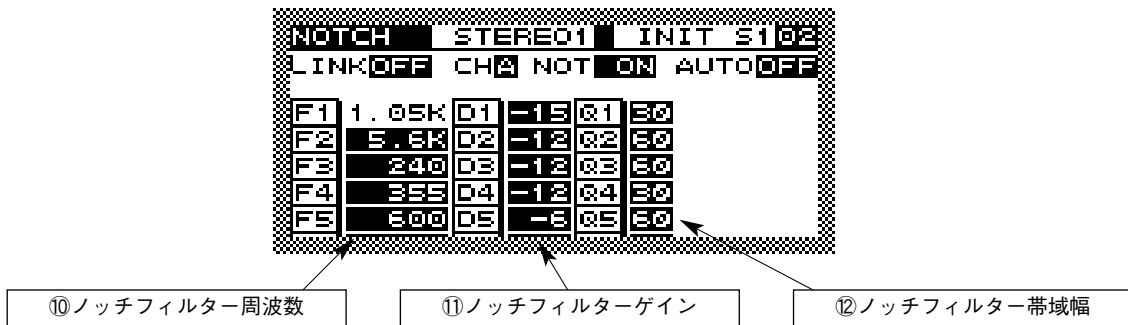 NOTCH STEREO1 INIT S1 02
LINK OFF CH A NOT ON AUTO OFF
F1 1.05K D1 -15 Q1 30
F2 5.6K D2 -12 Q2 60
F3 240 D3 -12 Q3 60
F4 355 D4 -12 Q4 30
F5 600 D5 -6 Q5 60
⑩ノッチフィルター周波数 ⑪ノッチフィルターゲイン ⑫ノッチフィルター帯域幅